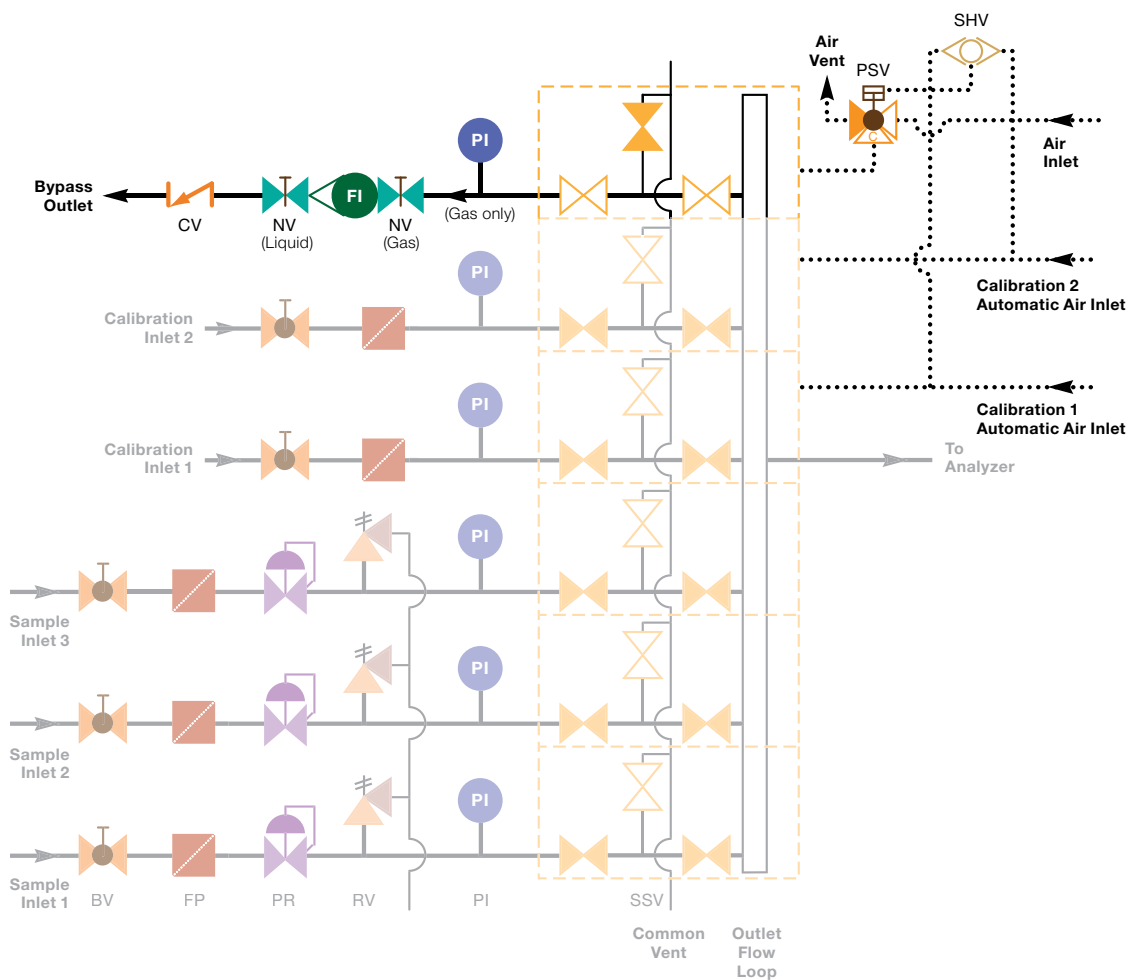 SHV
Air
Vent
PSV
C
Air
Inlet
PI
Bypass
Outlet
FI
CV
NV
(Liquid)
NV
(Gas)
(Gas only)
PI
Calibration 2
Automatic Air Inlet
Calibration
Inlet 2
PI
Calibration 1
Automatic Air Inlet
Calibration
Inlet 1
To
Analyzer
PI
Sample
Inlet 3
PI
Sample
Inlet 2
PI
Sample
Inlet 1
BV
FP
PR
RV
PI
SSV
Common
Vent
Outlet
Flow
Loop